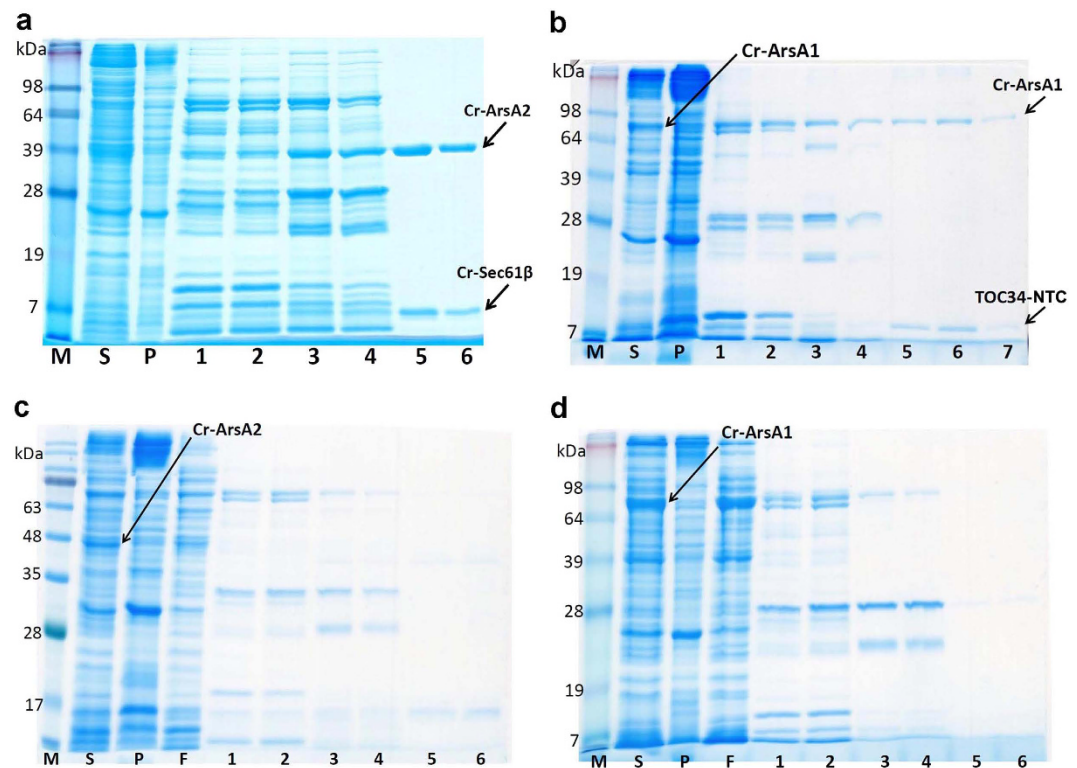 a
kDa
98
64
39
28
19
7
Cr-ArsA2
Cr-Sec61β
M S P 1 2 3 4 5 6
b
kDa
98
64
39
28
19
7
Cr-ArsA1
Cr-ArsA1
TOC34-NTC
M S P 1 2 3 4 5 6 7
c
kDa
63
48
35
28
17
Cr-ArsA2
M S P F 1 2 3 4 5 6
d
kDa
98
64
39
28
19
7
Cr-ArsA1
M S P F 1 2 3 4 5 6